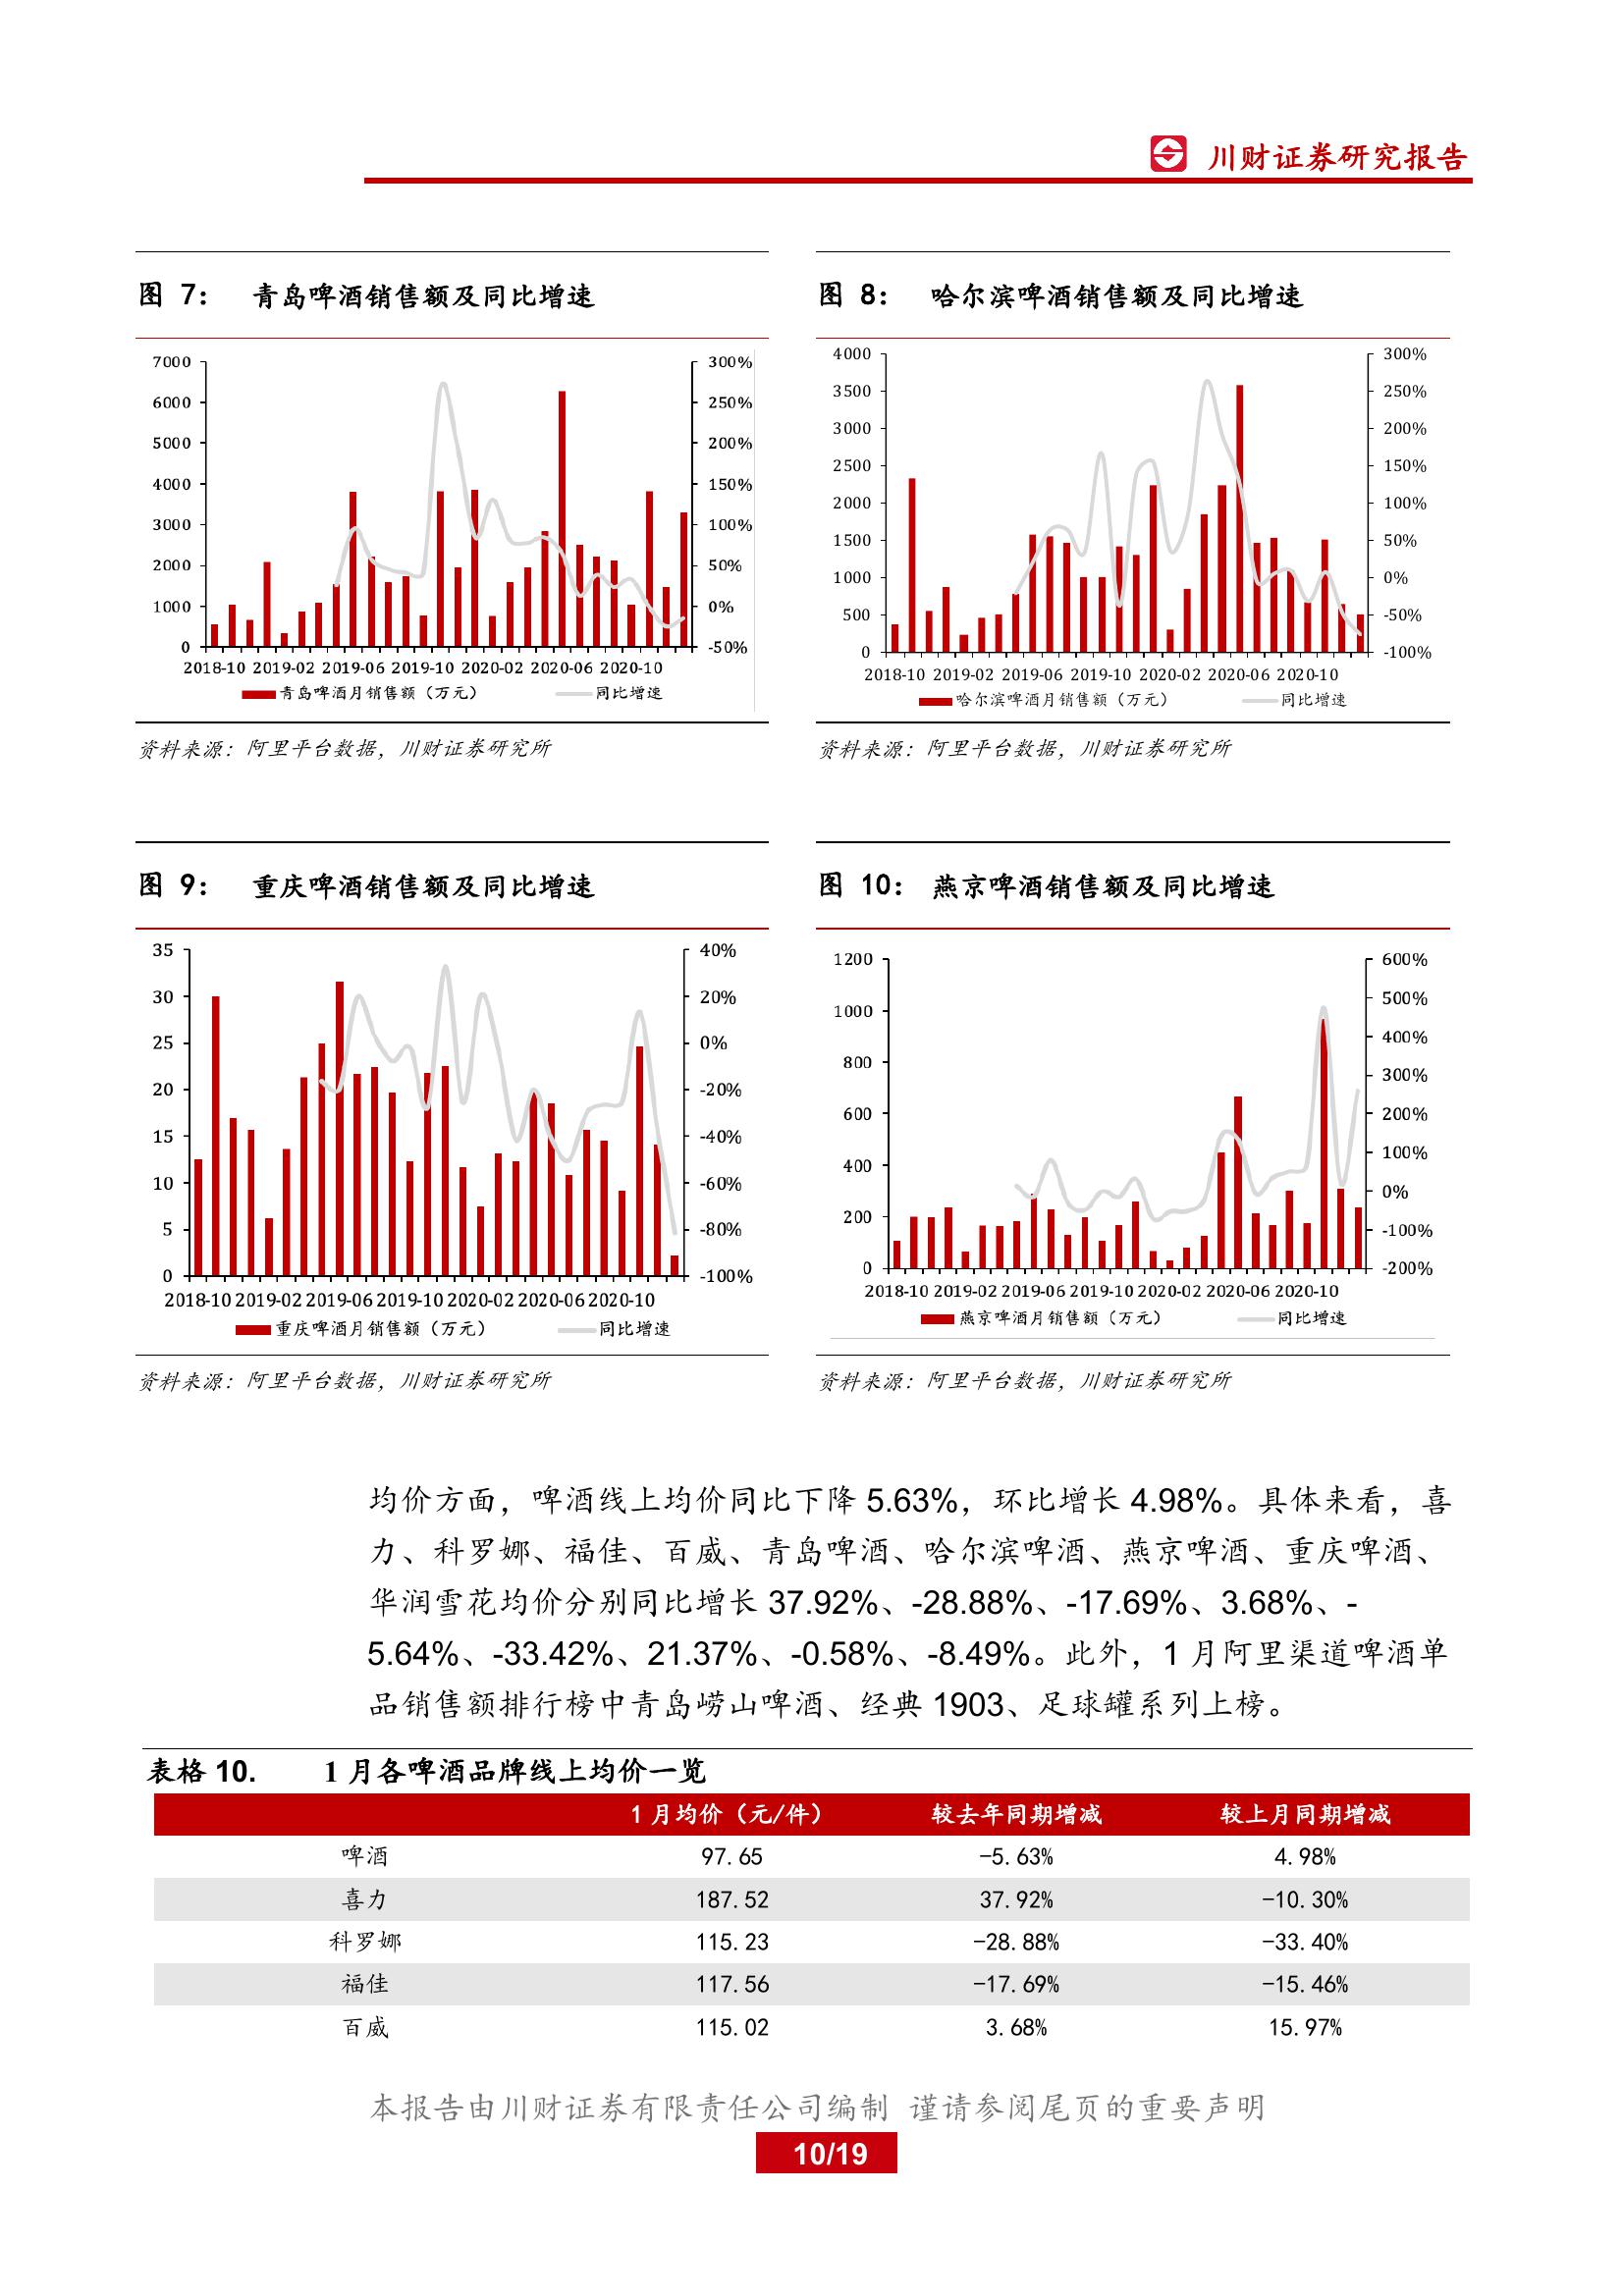 川财证券研究报告
图 7： 青岛啤酒销售额及同比增速
7000
6000
5000
4000
3000
2000
1000
0
300%
250%
200%
150%
100%
50%
0%
-50%
2018-10 2019-02 2019-06 2019-10 2020-02 2020-06 2020-10
青岛啤酒月销售额（万元） 同比增速
资料来源：阿里平台数据，川财证券研究所
图 8： 哈尔滨啤酒销售额及同比增速
4000
3500
3000
2500
2000
1500
1000
500
0
300%
250%
200%
150%
100%
50%
0%
-50%
-100%
2018-10 2019-02 2019-06 2019-10 2020-02 2020-06 2020-10
哈尔滨啤酒月销售额（万元） 同比增速
资料来源：阿里平台数据，川财证券研究所
图 9： 重庆啤酒销售额及同比增速
35
30
25
20
15
10
5
0
40%
20%
0%
-20%
-40%
-60%
-80%
-100%
2018-10 2019-02 2019-06 2019-10 2020-02 2020-06 2020-10
重庆啤酒月销售额（万元） 同比增速
资料来源：阿里平台数据，川财证券研究所
图 10： 燕京啤酒销售额及同比增速
1200
1000
800
600
400
200
0
600%
500%
400%
300%
200%
100%
0%
-100%
-200%
2018-10 2019-02 2019-06 2019-10 2020-02 2020-06 2020-10
燕京啤酒月销售额（万元） 同比增速
资料来源：阿里平台数据，川财证券研究所
均价方面，啤酒线上均价同比下降 5.63%，环比增长 4.98%。具体来看，喜
力、科罗娜、福佳、百威、青岛啤酒、哈尔滨啤酒、燕京啤酒、重庆啤酒、
华润雪花均价分别同比增长 37.92%、-28.88%、-17.69%、3.68%、-
5.64%、-33.42%、21.37%、-0.58%、-8.49%。此外，1 月阿里渠道啤酒单
品销售额排行榜中青岛崂山啤酒、经典 1903、足球罐系列上榜。
表格 10. 1 月各啤酒品牌线上均价一览
1 月均价（元/件） 较去年同期增减 较上月同期增减
啤酒 97.65 -5.63% 4.98%
喜力 187.52 37.92% -10.30%
科罗娜 115.23 -28.88% -33.40%
福佳 117.56 -17.69% -15.46%
百威 115.02 3.68% 15.97%
本报告由川财证券有限责任公司编制 谨请参阅尾页的重要声明
10/19